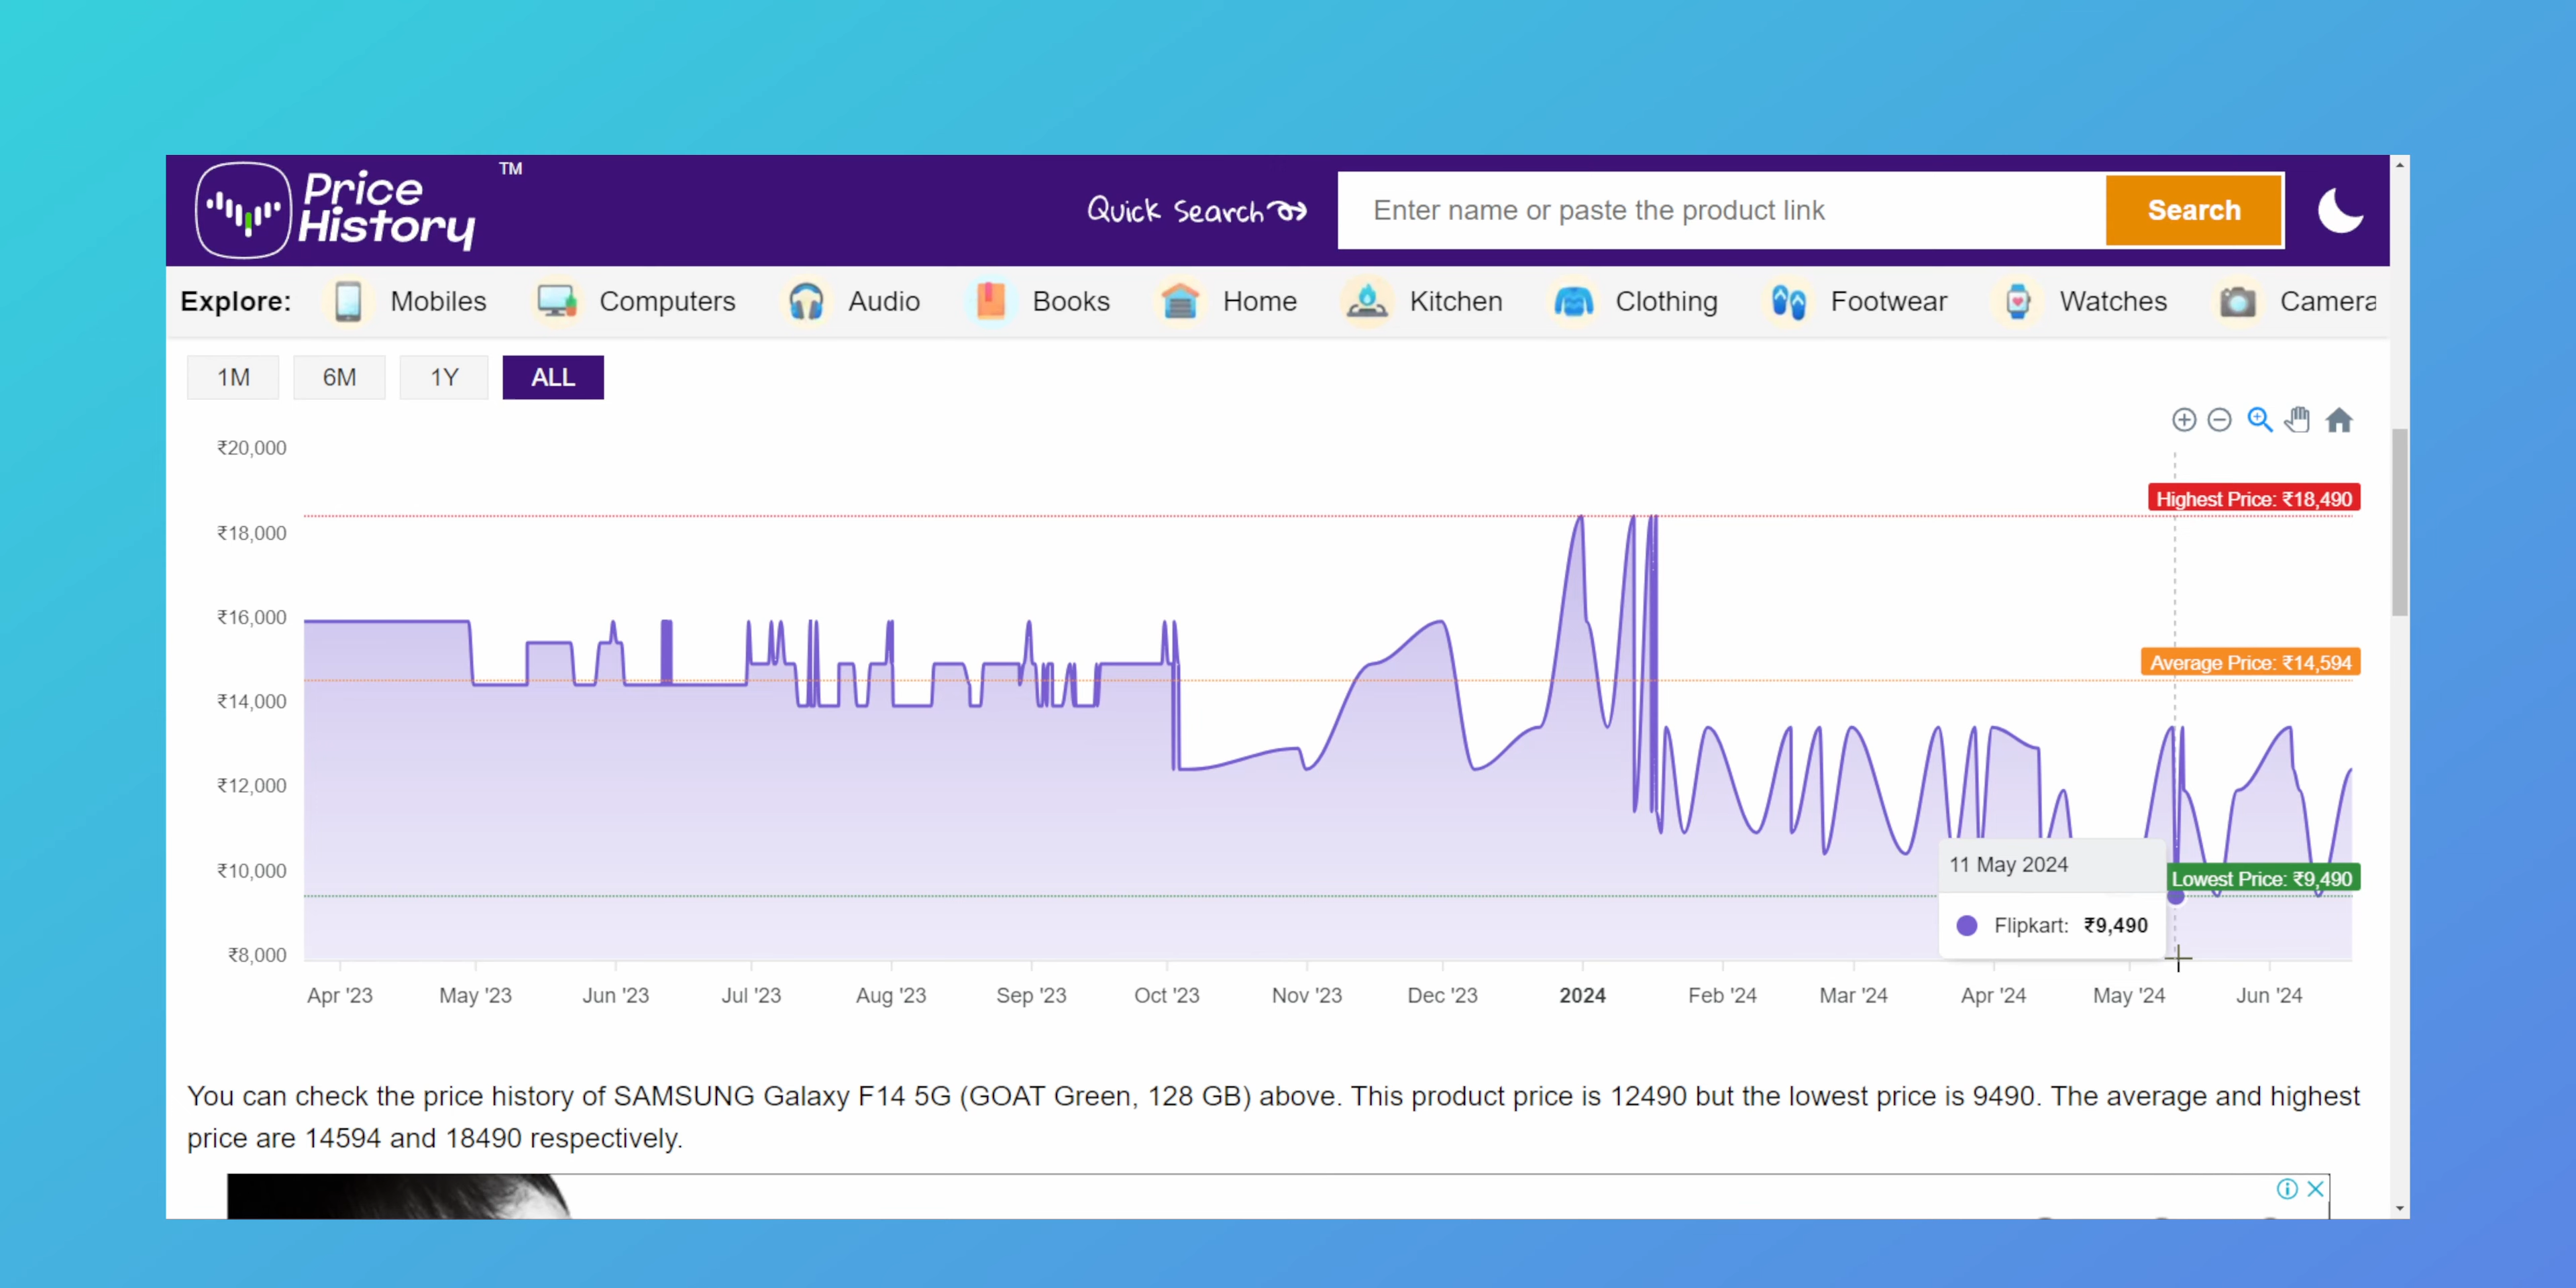 Price
History
TM
Quick Search
Enter name or paste the product link
Search
Explore: Mobiles Computers Audio Books Home Kitchen Clothing Footwear Watches Camera
1M 6M 1Y ALL
₹20,000
Highest Price: ₹18,490
₹18,000
₹16,000
Average Price: ₹14,594
₹14,000
₹12,000
₹10,000
11 May 2024
Lowest Price: ₹9,490
Flipkart: ₹9,490
₹8,000
Apr '23 May '23 Jun '23 Jul '23 Aug '23 Sep '23 Oct '23 Nov '23 Dec '23 2024 Feb '24 Mar '24 Apr '24 May '24 Jun '24
You can check the price history of SAMSUNG Galaxy F14 5G (GOAT Green, 128 GB) above. This product price is 12490 but the lowest price is 9490. The average and highest
price are 14594 and 18490 respectively.